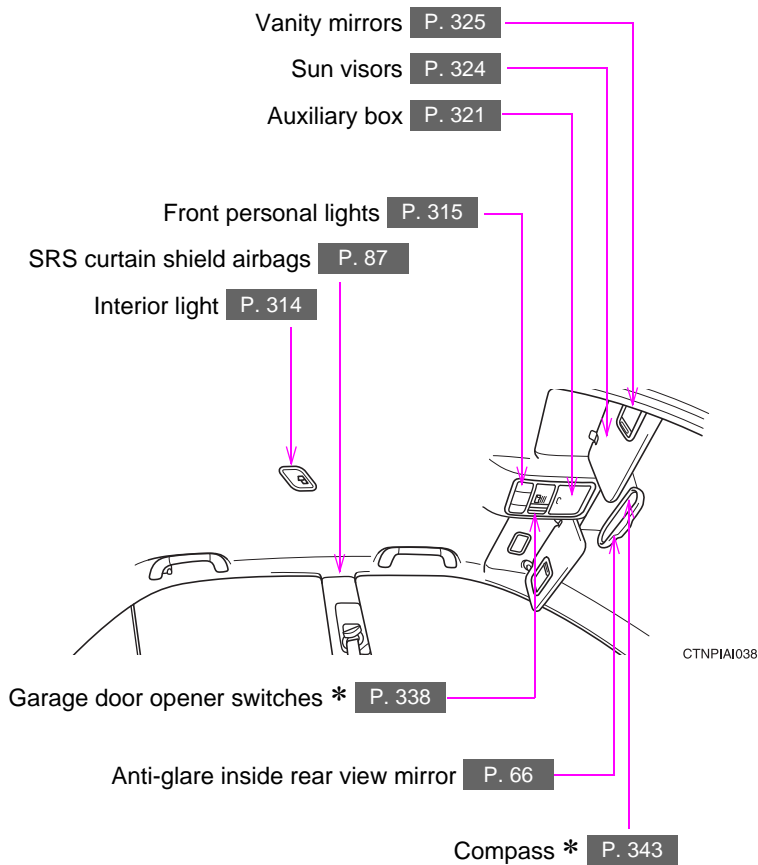 Vanity mirrors P. 325
Sun visors P. 324
Auxiliary box P. 321
Front personal lights P. 315
SRS curtain shield airbags P. 87
Interior light P. 314
CTNPIAI038
Garage door opener switches * P. 338
Anti-glare inside rear view mirror P. 66
Compass * P. 343